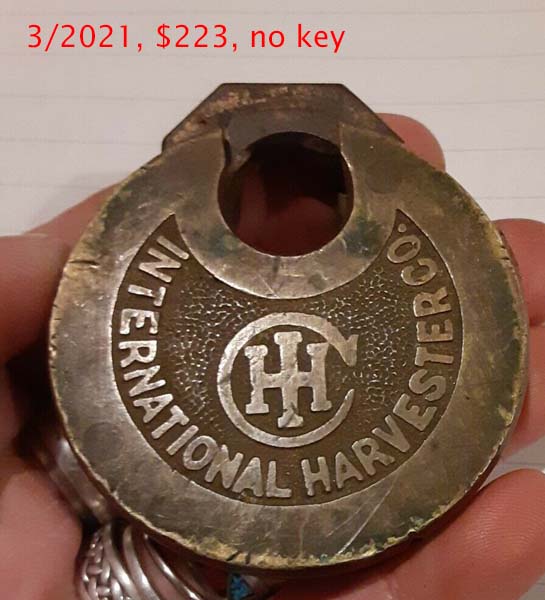 3/2021, $223, no key
INTERNATIONAL HARVESTER CO.
IHC